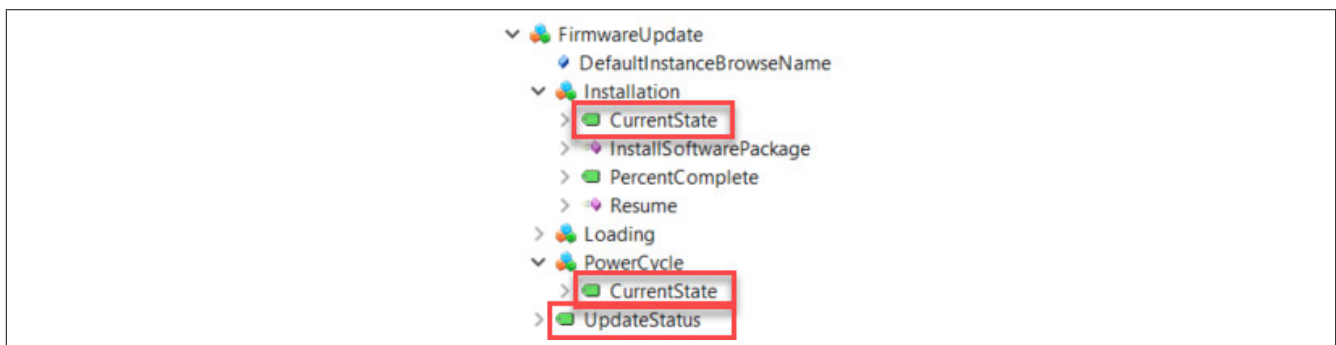 FirmwareUpdate
DefaultInstanceBrowseName
Installation
CurrentState
InstallSoftwarePackage
PercentComplete
Resume
Loading
PowerCycle
CurrentState
UpdateStatus